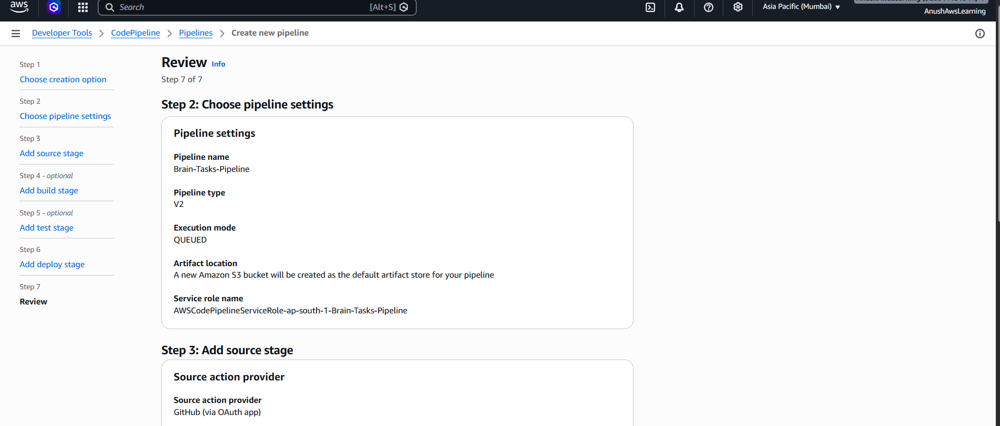 aws
Search
[Alt+S]
Asia Pacific (Mumbai)
AnushAwsLearning
Developer Tools
CodePipeline
Pipelines
Create new pipeline
Step 1
Choose creation option
Step 2
Choose pipeline settings
Step 3
Add source stage
Step 4 - optional
Add build stage
Step 5 - optional
Add test stage
Step 6
Add deploy stage
Step 7
Review
Review Info
Step 7 of 7
Step 2: Choose pipeline settings
Pipeline settings
Pipeline name
Brain-Tasks-Pipeline
Pipeline type
V2
Execution mode
QUEUED
Artifact location
A new Amazon S3 bucket will be created as the default artifact store for your pipeline
Service role name
AWSCodePipelineServiceRole-ap-south-1-Brain-Tasks-Pipeline
Step 3: Add source stage
Source action provider
Source action provider
GitHub (via OAuth app)